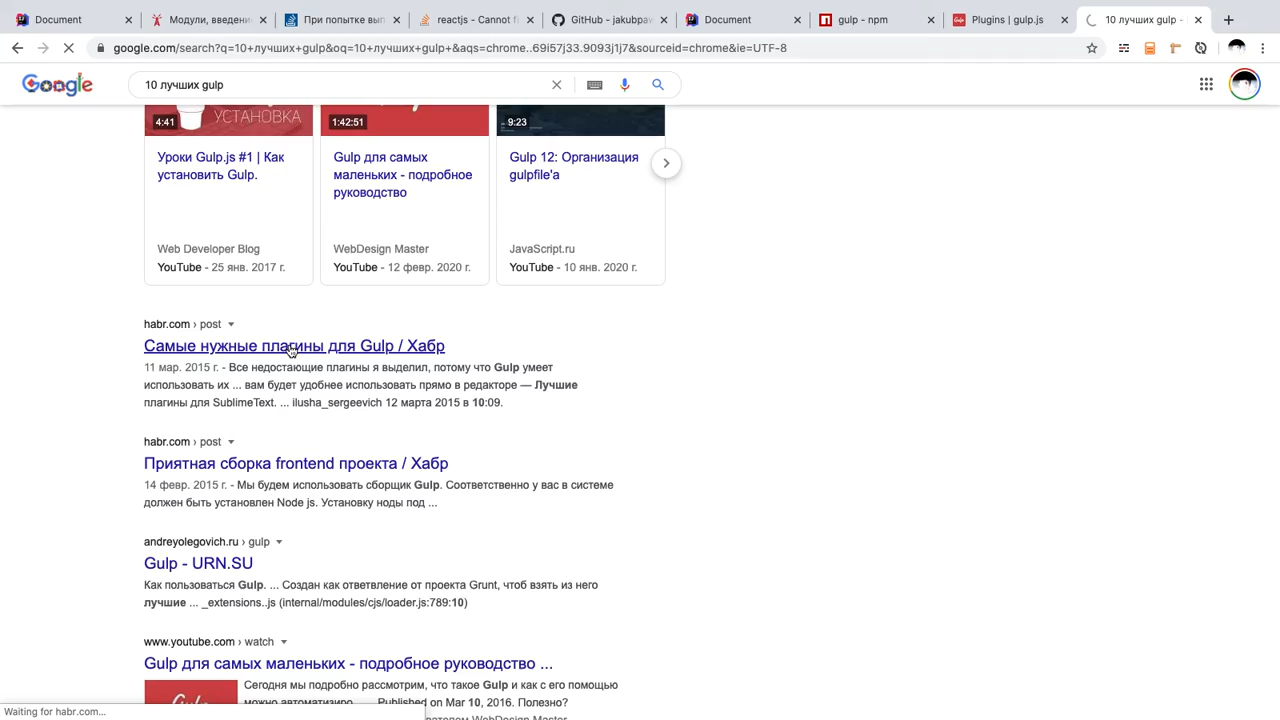 Document
Модули, введени
При попытке вып
reactjs - Cannot f
GitHub - jakubpaw
Document
gulp - npm
Plugins | gulp.js
10 лучших gulp -
google.com/search?q=10+лучших+gulp&oq=10+лучших+gulp+&aqs=chrome..69i57j33.9093j1j7&sourceid=chrome&ie=UTF-8
Google
10 лучших gulp
УСТАНОВКА
4:41
1:42:51
9:23
Уроки Gulp.js #1 | Как
установить Gulp.
Web Developer Blog
YouTube - 25 янв. 2017 г.
Gulp для самых
маленьких - подробное
руководство
WebDesign Master
YouTube - 12 февр. 2020 г.
Gulp 12: Организация
gulpfile'а
JavaScript.ru
YouTube - 10 янв. 2020 г.
habr.com › post
Самые нужные плагины для Gulp / Хабр
11 мар. 2015 г. - Все недостающие плагины я выделил, потому что Gulp умеет
использовать их ... вам будет удобнее использовать прямо в редакторе — Лучшие
плагины для SublimeText. ... ilusha_sergeevich 12 марта 2015 в 10:09.
habr.com › post
Приятная сборка frontend проекта / Хабр
14 февр. 2015 г. - Мы будем использовать сборщик Gulp. Соответственно у вас в системе
должен быть установлен Node js. Установку ноды под ...
andreyolegovich.ru › gulp
Gulp - URN.SU
Как пользоваться Gulp. ... Создан как ответвление от проекта Grunt, чтоб взять из него
лучшие ... _extensions..js (internal/modules/cjs/loader.js:789:10)
www.youtube.com › watch
Gulp для самых маленьких - подробное руководство ...
Сегодня мы подробно рассмотрим, что такое Gulp и как с его помощью
можно автоматизиро... Published on Mar 10, 2016. Полезно?
WebDesign Master
Waiting for habr.com...